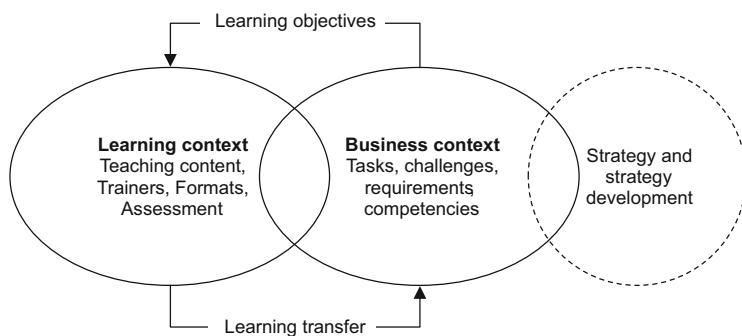 Learning objectives
Learning context
Teaching content,
Trainers, Formats,
Assessment
Business context
Tasks, challenges,
requirements,
competencies
Strategy and
strategy
development
Learning transfer